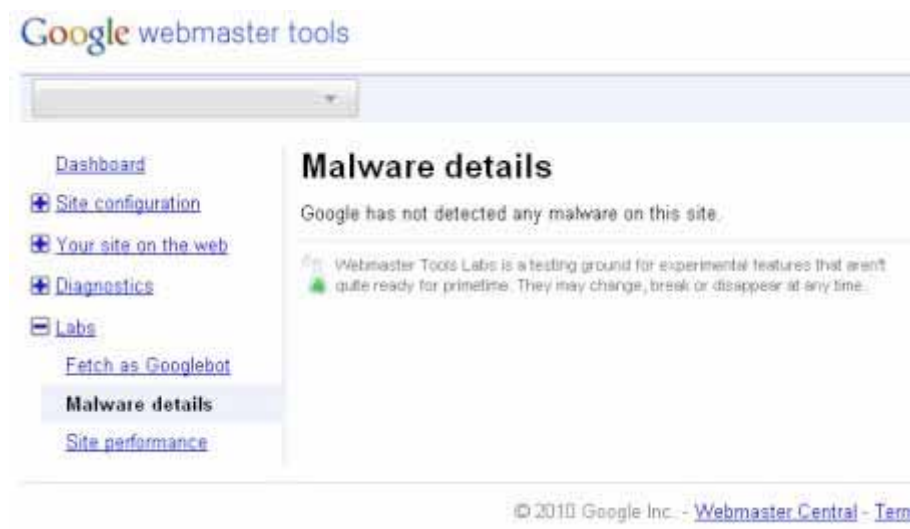 Google webmaster tools
Dashboard
Site configuration
Your site on the web
Diagnostics
Labs
Fetch as Googlebot
Malware details
Site performance
Malware details
Google has not detected any malware on this site.
Webmaster Tools Labs is a testing ground for experimental features that aren't
quite ready for primetime. They may change, break or disappear at any time.
© 2010 Google Inc. - Webmaster Central - Term